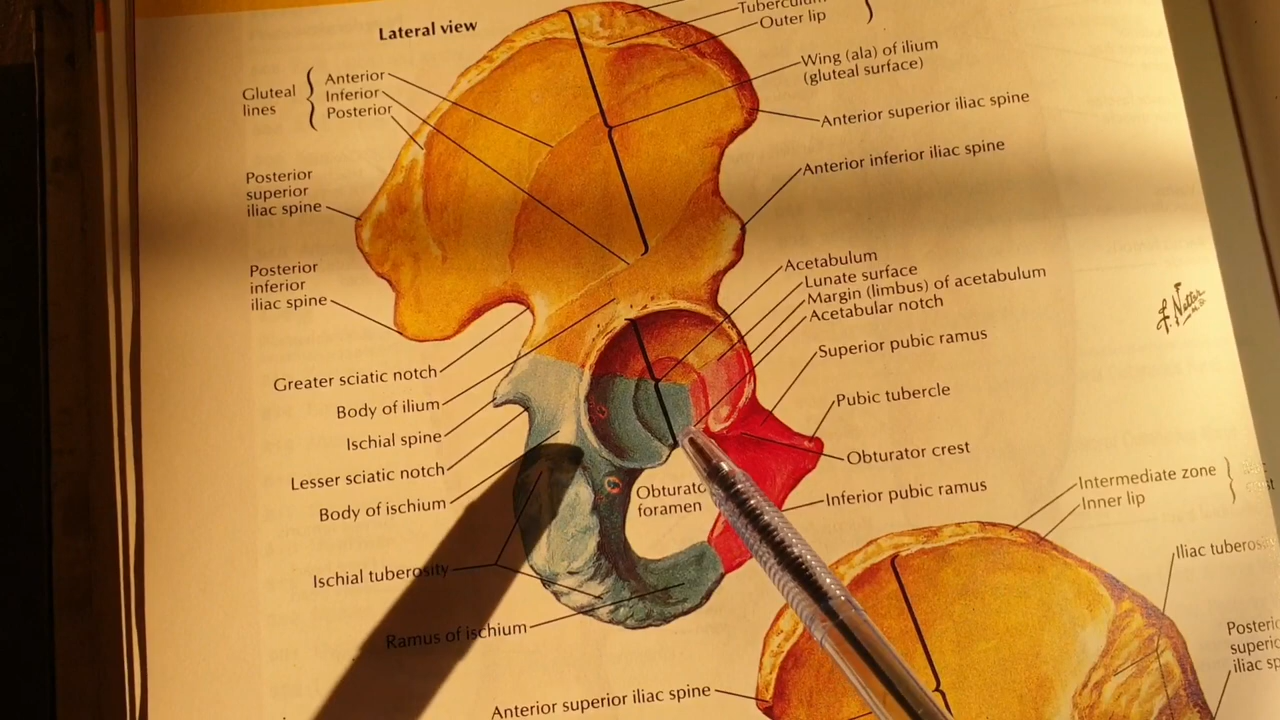 Lateral view
Outer lip
Wing (ala) of ilium
(gluteal surface)
Anterior superior iliac spine
Anterior inferior iliac spine
Gluteal
lines
Anterior
Inferior
Posterior
Posterior
superior
iliac spine
Posterior
inferior
iliac spine
Acetabulum
Lunate surface
Margin (limbus) of acetabulum
Acetabular notch
Superior pubic ramus
Pubic tubercle
Obturator crest
Inferior pubic ramus
Greater sciatic notch
Body of ilium
Ischial spine
Lesser sciatic notch
Body of ischium
Ischial tuberosity
Ramus of ischium
foramen
F. Netter
Intermediate zone
Inner lip
Iliac
iliac
Anterior superior iliac spine